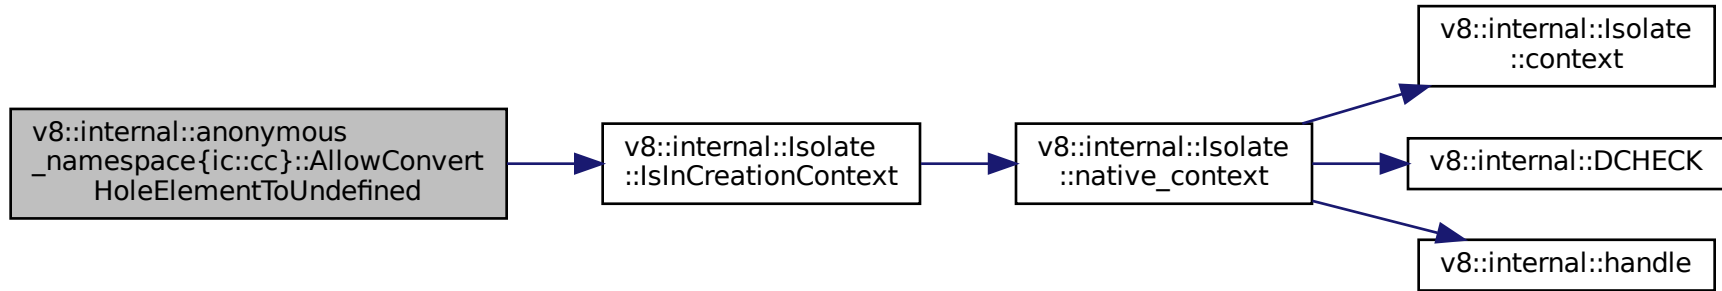 v8::internal::anonymous
_namespace{ic::cc}::AllowConvert
HoleElementToUndefined
v8::internal::Isolate
::IsInCreationContext
v8::internal::Isolate
::native_context
v8::internal::Isolate
::context
v8::internal::DCHECK
v8::internal::handle